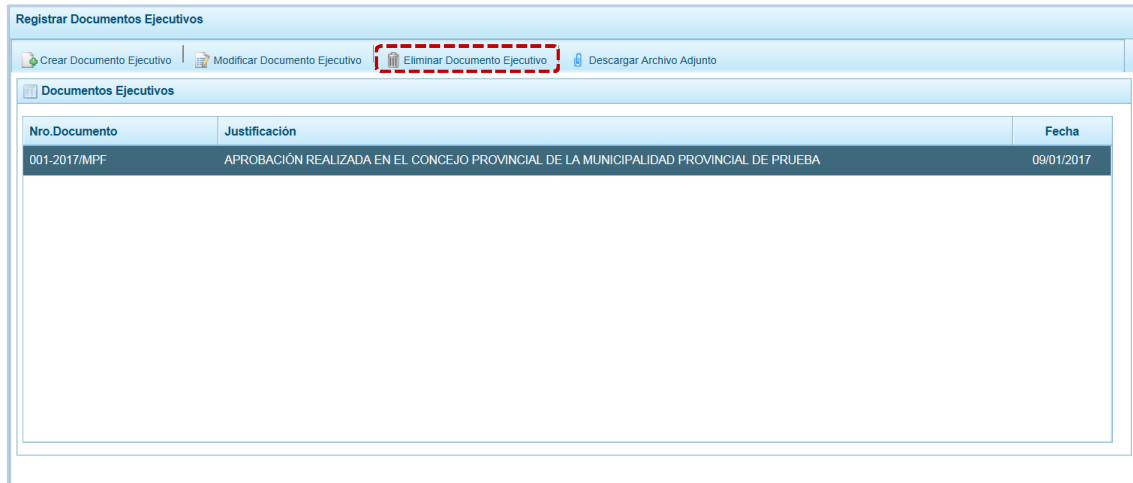 Registrar Documentos Ejecutivos
Crear Documento Ejecutivo Modificar Documento Ejecutivo Eliminar Documento Ejecutivo Descargar Archivo Adjunto
Documentos Ejecutivos
Nro.Documento Justificación Fecha
001-2017/MPF APROBACIÓN REALIZADA EN EL CONCEJO PROVINCIAL DE LA MUNICIPALIDAD PROVINCIAL DE PRUEBA 09/01/2017